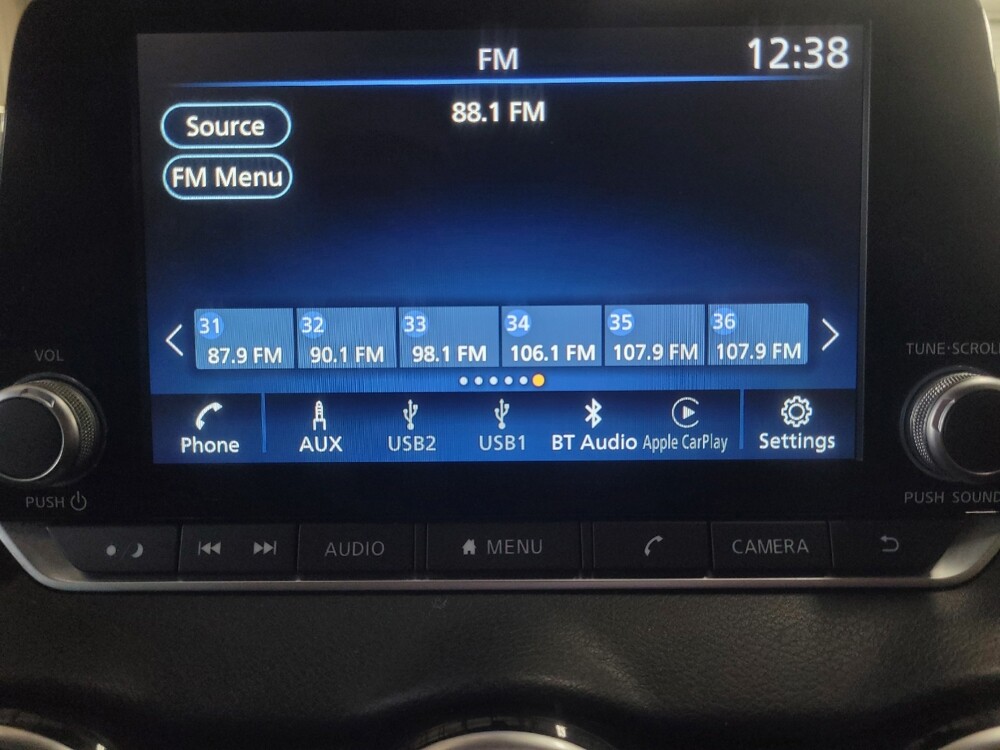 FM
12:38
88.1 FM
Source
FM Menu
31 32 33 34 35 36
87.9 FM 90.1 FM 98.1 FM 106.1 FM 107.9 FM 107.9 FM
VOL
TUNE·SCROLL
Phone AUX USB2 USB1 BT Audio Apple CarPlay Settings
PUSH
PUSH SOUND
AUDIO MENU CAMERA